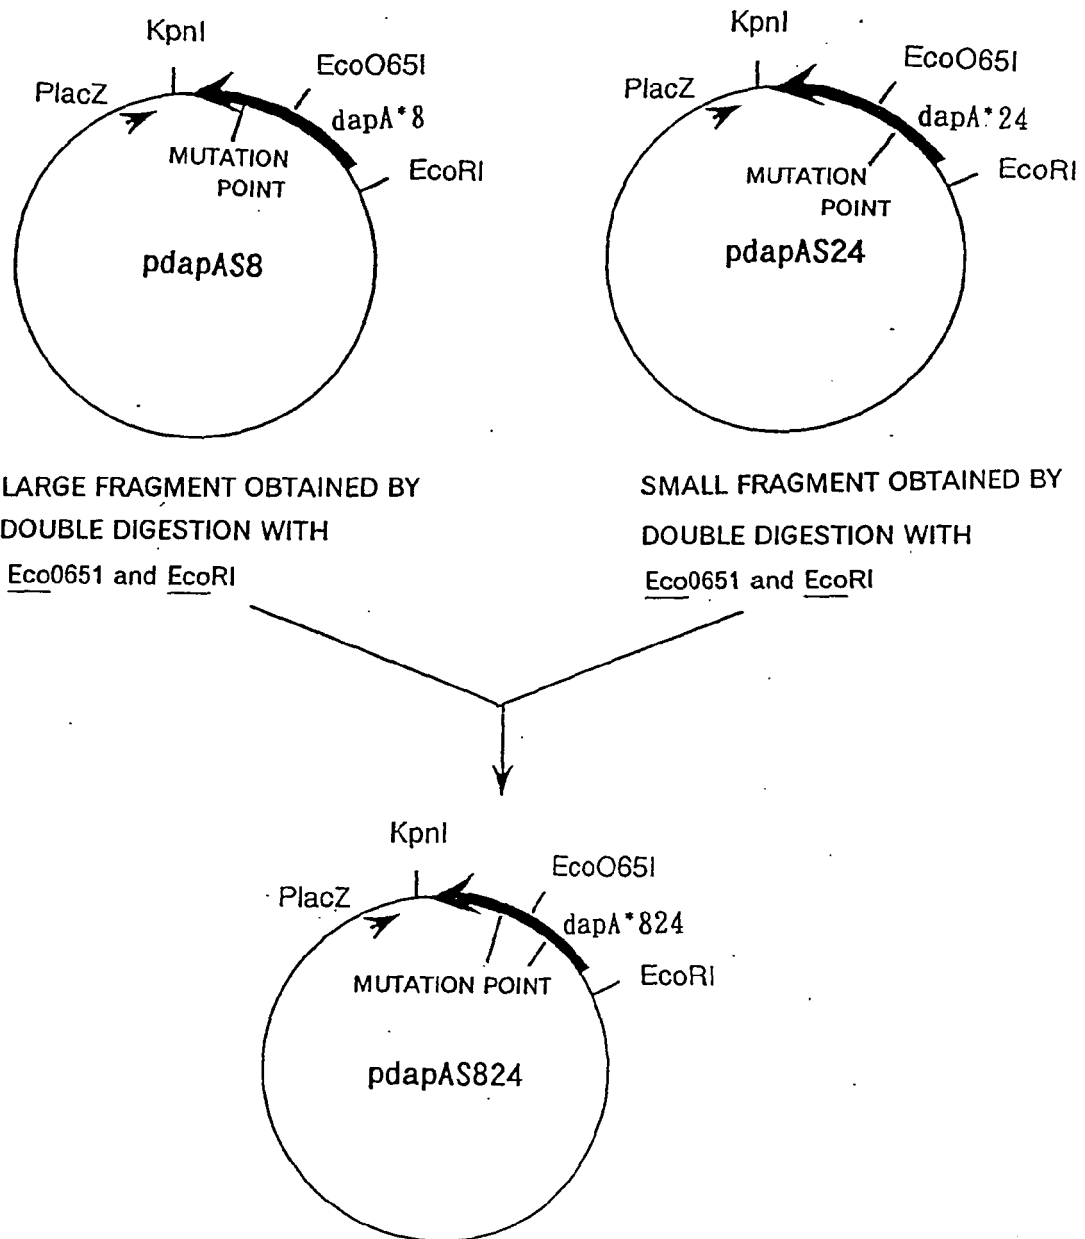 KpnI
EcoO65I
PlacZ
dapA*8
MUTATION
POINT
EcoRI
pdapAS8
KpnI
EcoO65I
PlacZ
dapA*24
MUTATION
POINT
EcoRI
pdapAS24
LARGE FRAGMENT OBTAINED BY
DOUBLE DIGESTION WITH
Eco0651 and EcoRI
SMALL FRAGMENT OBTAINED BY
DOUBLE DIGESTION WITH
Eco0651 and EcoRI
KpnI
EcoO65I
PlacZ
dapA*824
MUTATION POINT
EcoRI
pdapAS824